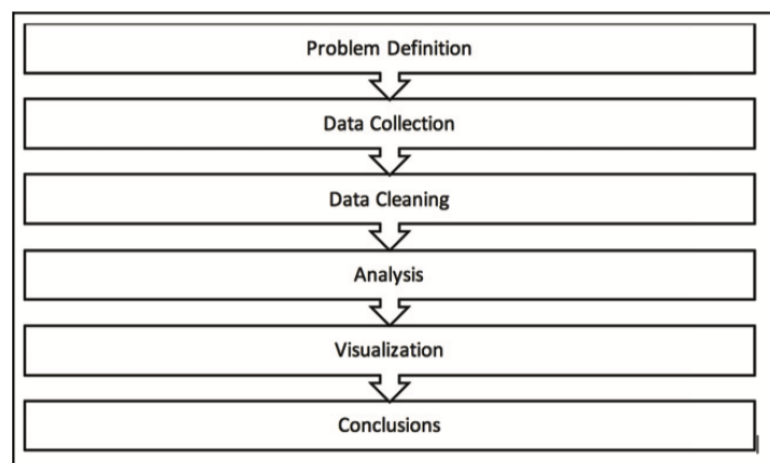 Problem Definition
Data Collection
Data Cleaning
Analysis
Visualization
Conclusions